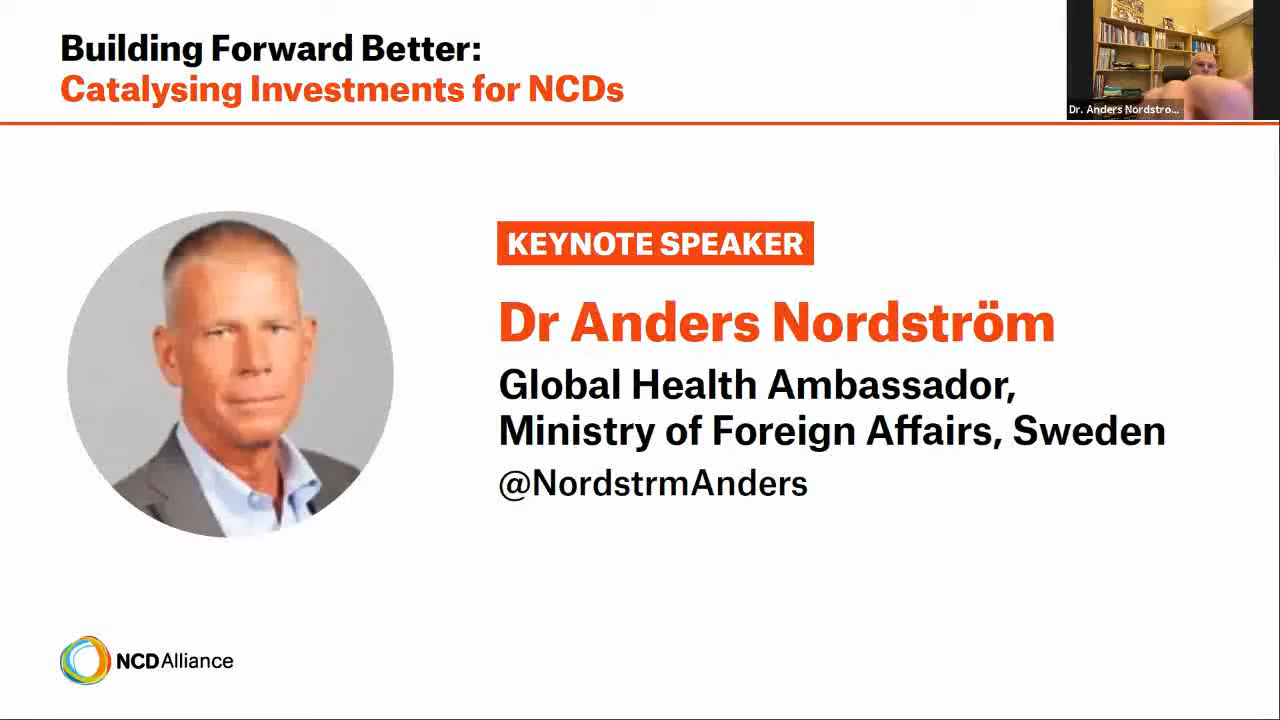 Building Forward Better:
Catalysing Investments for NCDs
Dr. Anders Nordstro...
KEYNOTE SPEAKER
Dr Anders Nordström
Global Health Ambassador,
Ministry of Foreign Affairs, Sweden
@NordstrmAnders
NCDAlliance